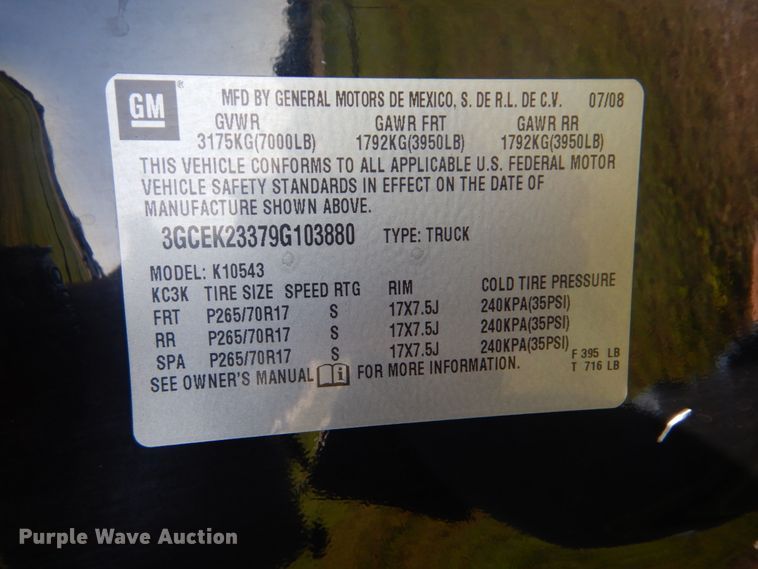 GM ® MFD BY GENERAL MOTORS DE MEXICO, S. DE R.L. DE C.V. 07/08
GVWR GAWR FRT GAWR RR
3175KG(7000LB) 1792KG(3950LB) 1792KG(3950LB)
THIS VEHICLE CONFORMS TO ALL APPLICABLE U.S. FEDERAL MOTOR
VEHICLE SAFETY STANDARDS IN EFFECT ON THE DATE OF
MANUFACTURE SHOWN ABOVE.
3GCEK23379G103880 TYPE: TRUCK
MODEL: K10543
KC3K TIRE SIZE SPEED RTG RIM COLD TIRE PRESSURE
FRT P265/70R17 S 17X7.5J 240KPA(35PSI)
RR P265/70R17 S 17X7.5J 240KPA(35PSI)
SPA P265/70R17 S 17X7.5J 240KPA(35PSI)
SEE OWNER'S MANUAL i FOR MORE INFORMATION.
F 395 LB
T 716 LB
Purple Wave Auction